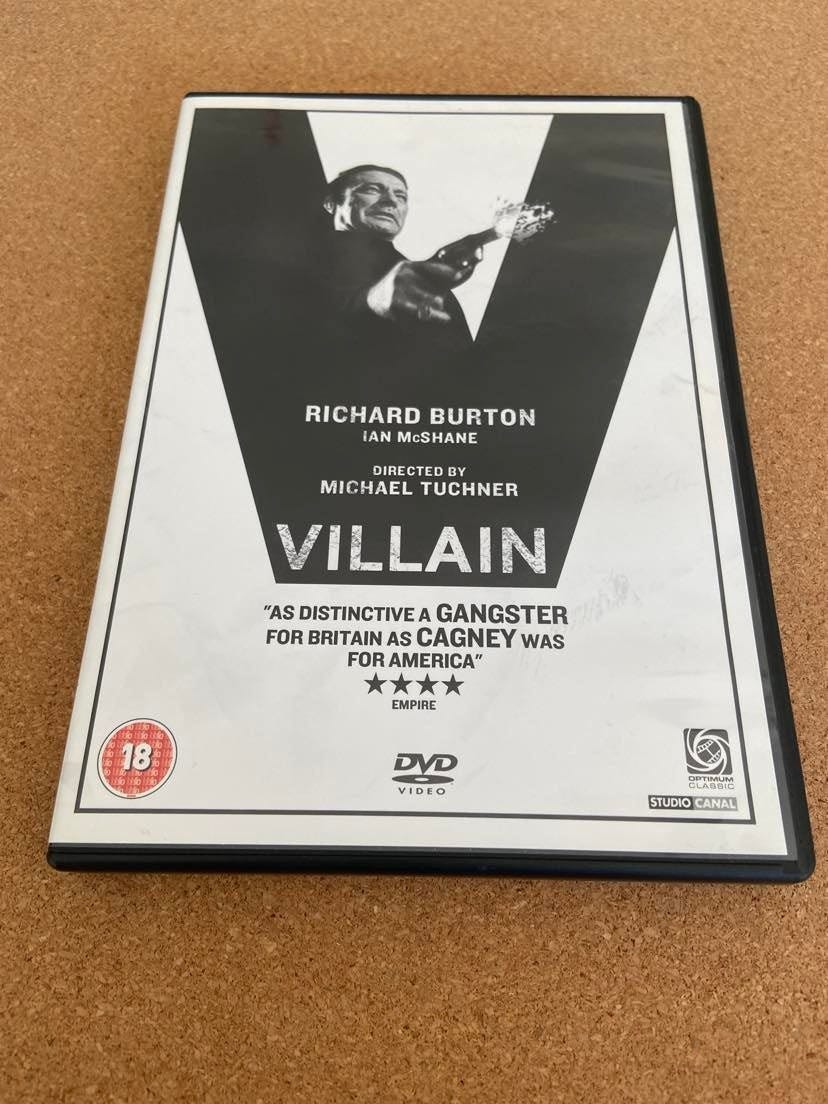 RICHARD BURTON
IAN McSHANE
DIRECTED BY
MICHAEL TUCHNER
VILLAIN
"AS DISTINCTIVE A GANGSTER
FOR BRITAIN AS CAGNEY WAS
FOR AMERICA"
★★★★
EMPIRE
18
DVD
VIDEO
OPTIMUM
CLASSIC
STUDIO CANAL